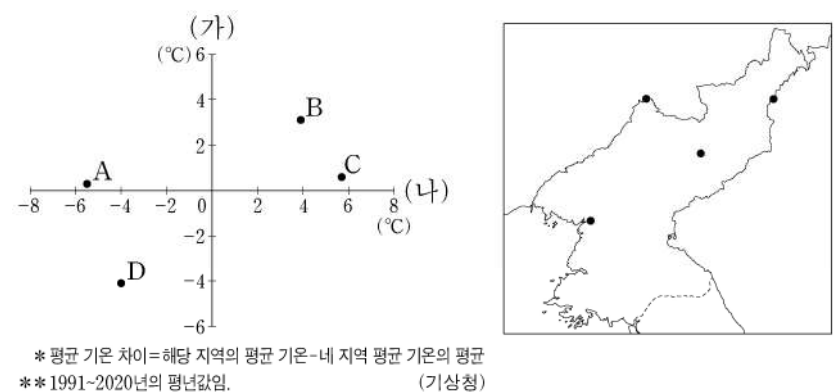 (가)
(℃) 6
B
4
2
C
A
(나)
-8 -6 -4 -2 0 2 4 6 8
(℃)
-2
D
-4
-6
* 평균 기온 차이=해당 지역의 평균 기온-네 지역 평균 기온의 평균
** 1991~2020년의 평년값임. (기상청)